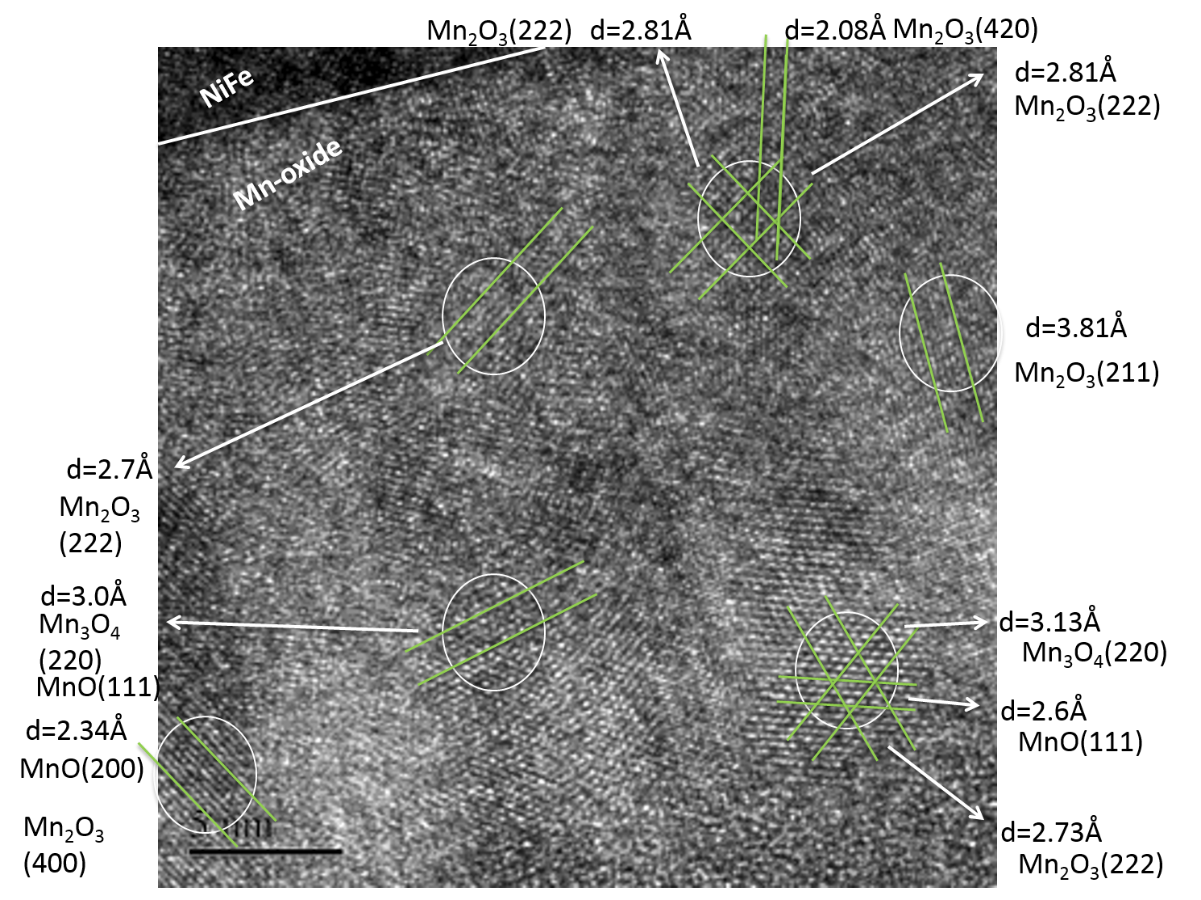 Mn₂O₃(222) d=2.81Å d=2.08Å Mn₂O₃(420)
d=2.81Å
Mn₂O₃(222)
NiFe
Mn-oxide
d=3.81Å
Mn₂O₃(211)
d=2.7Å
Mn₂O₃
(222)
d=3.0Å
Mn₃O₄
(220)
MnO(111)
d=3.13Å
Mn₃O₄(220)
d=2.6Å
MnO(111)
d=2.34Å
MnO(200)
Mn₂O₃
(400)
d=2.73Å
Mn₂O₃(222)